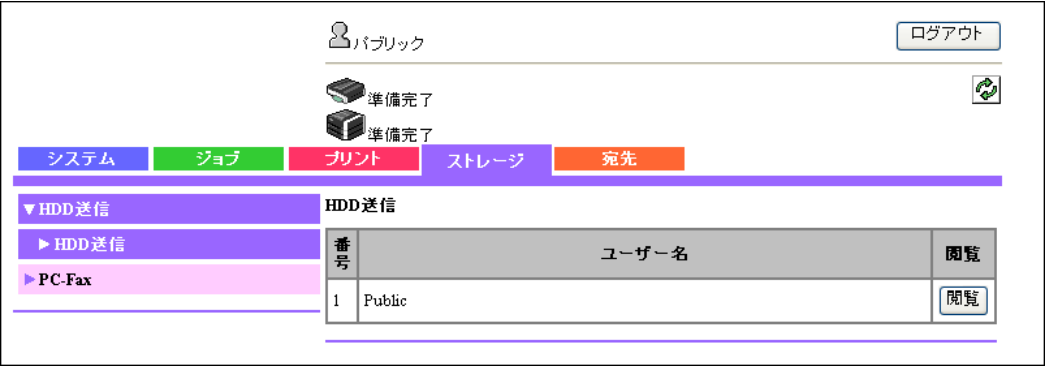 パブリック
ログアウト
準備完了
準備完了
システム ジョブ プリント ストレージ 宛先
▼HDD送信
▶HDD送信
▶PC-Fax
HDD送信
番号 ユーザー名 閲覧
1 Public 閲覧